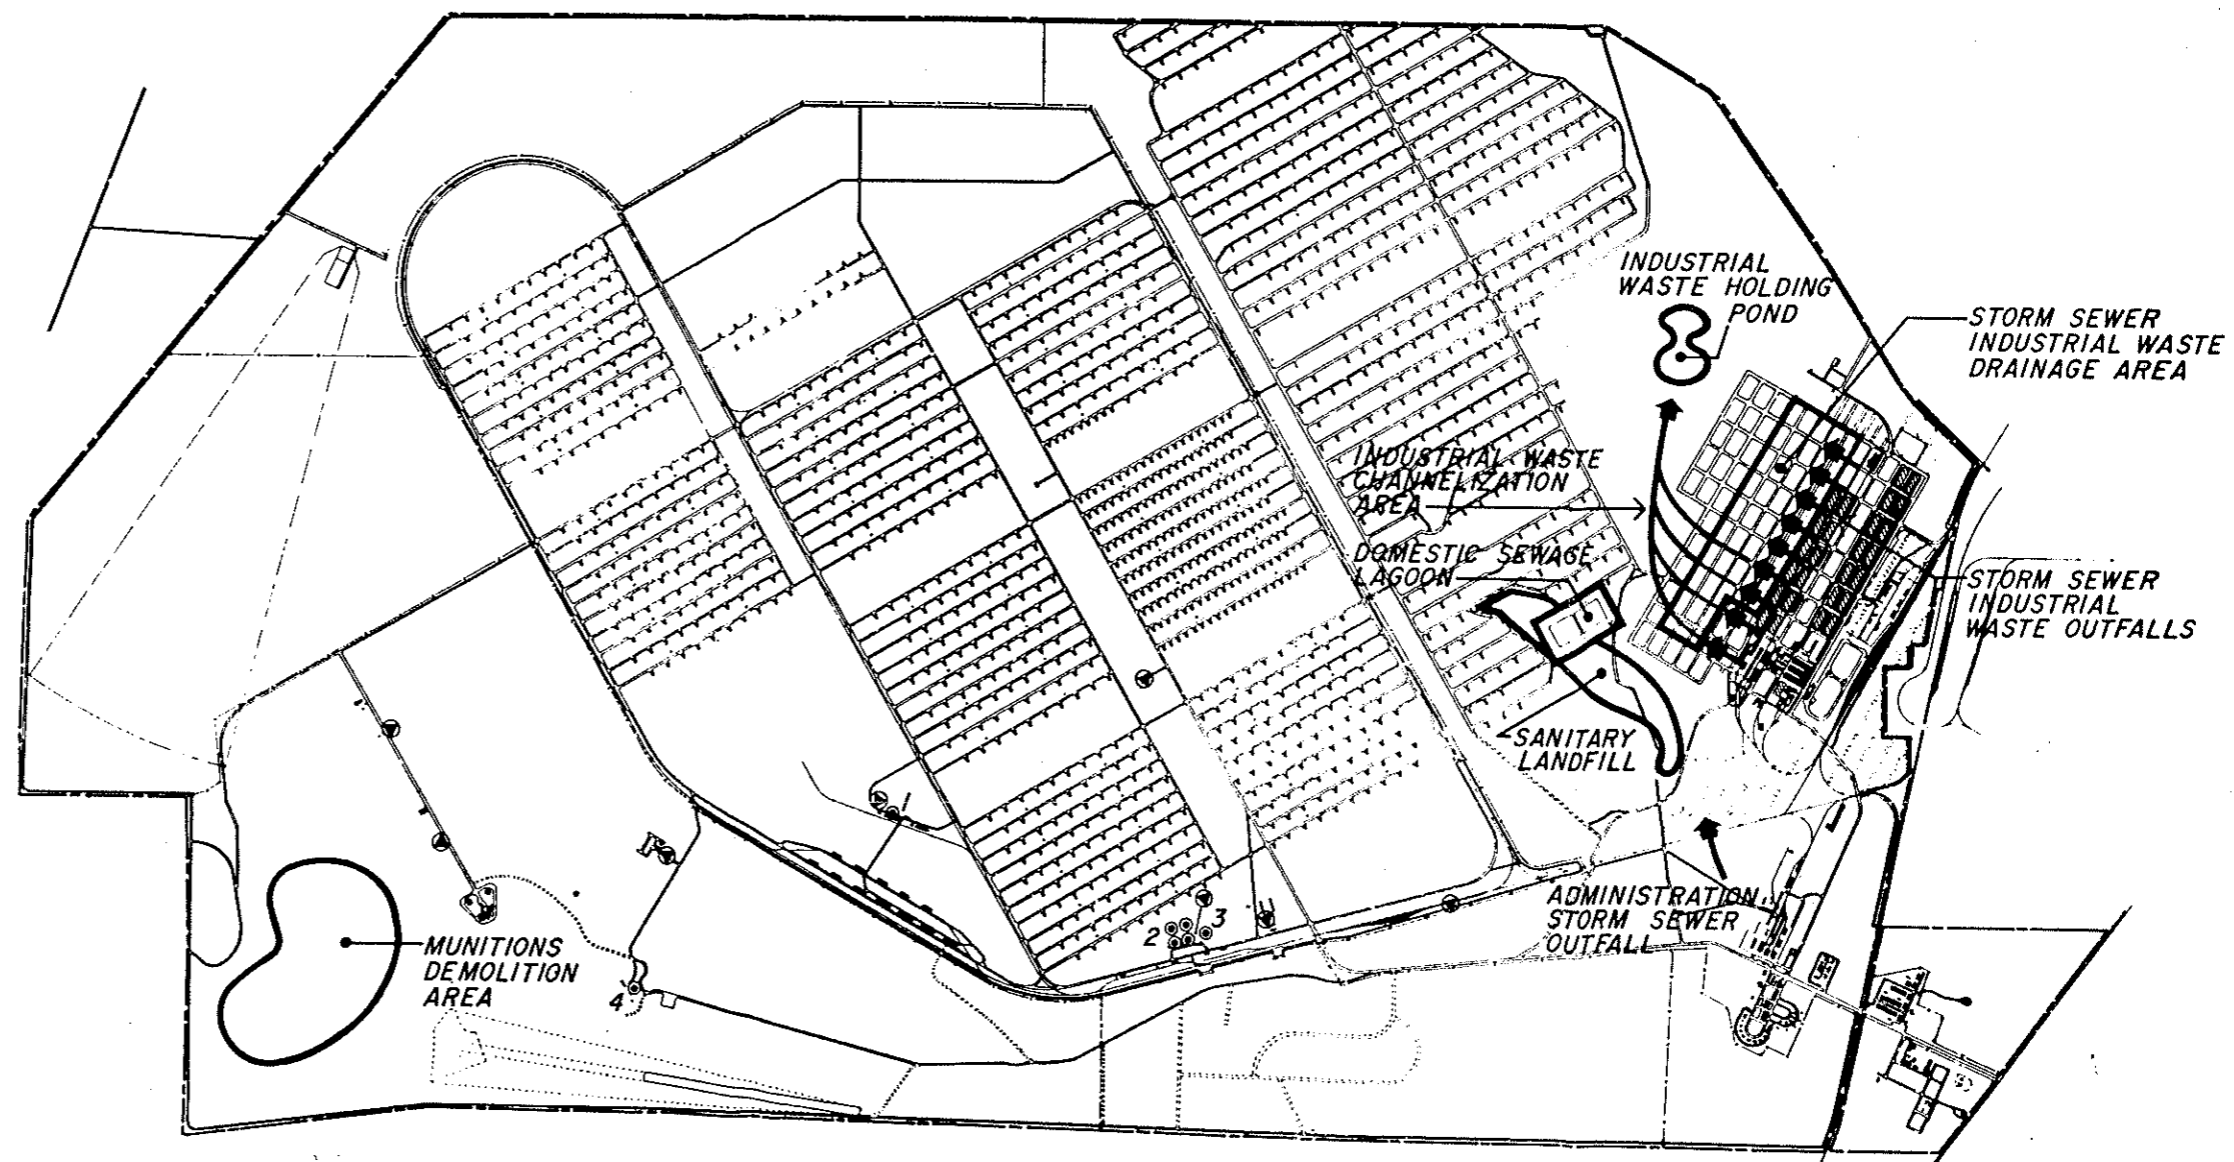 INDUSTRIAL
WASTE HOLDING
POND
STORM SEWER
INDUSTRIAL WASTE
DRAINAGE AREA
INDUSTRIAL WASTE
CHANNELIZATION
AREA
DOMESTIC SEWAGE
LAGOON
STORM SEWER
INDUSTRIAL
WASTE OUTFALLS
SANITARY
LANDFILL
1
ADMINISTRATION
STORM SEWER
OUTFALL
3
2
MUNITIONS
DEMOLITION
AREA
4